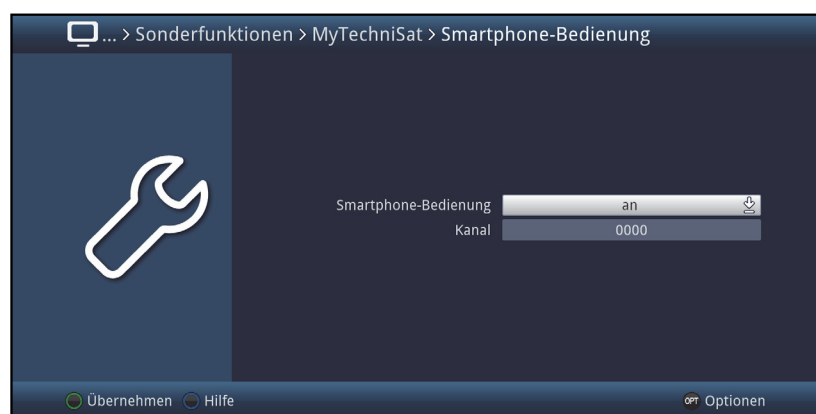 ... > Sonderfunktionen > MyTechniSat > Smartphone-Bedienung
Smartphone-Bedienung an
Kanal 0000
Übernehmen Hilfe OPT Optionen